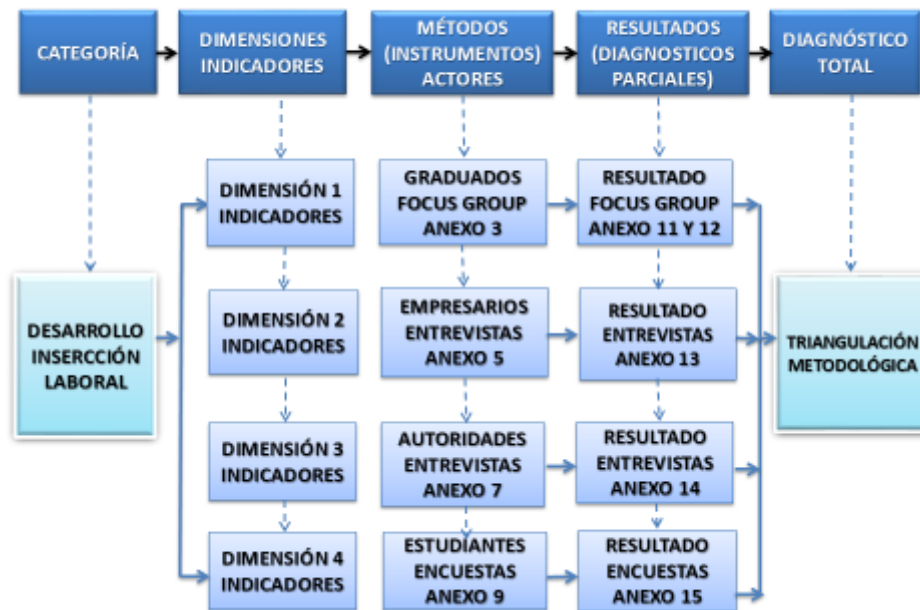 CATEGORÍA
DIMENSIONES
INDICADORES
MÉTODOS
(INSTRUMENTOS)
ACTORES
RESULTADOS
(DIAGNOSTICOS
PARCIALES)
DIAGNÓSTICO
TOTAL
DIMENSIÓN 1
INDICADORES
GRADUADOS
FOCUS GROUP
ANEXO 3
RESULTADO
FOCUS GROUP
ANEXO 11 Y 12
DESARROLLO
INSERCCIÓN
LABORAL
DIMENSIÓN 2
INDICADORES
EMPRESARIOS
ENTREVISTAS
ANEXO 5
RESULTADO
ENTREVISTAS
ANEXO 13
TRIANGULACIÓN
METODOLÓGICA
DIMENSIÓN 3
INDICADORES
AUTORIDADES
ENTREVISTAS
ANEXO 7
RESULTADO
ENTREVISTAS
ANEXO 14
DIMENSIÓN 4
INDICADORES
ESTUDIANTES
ENCUESTAS
ANEXO 9
RESULTADO
ENCUESTAS
ANEXO 15